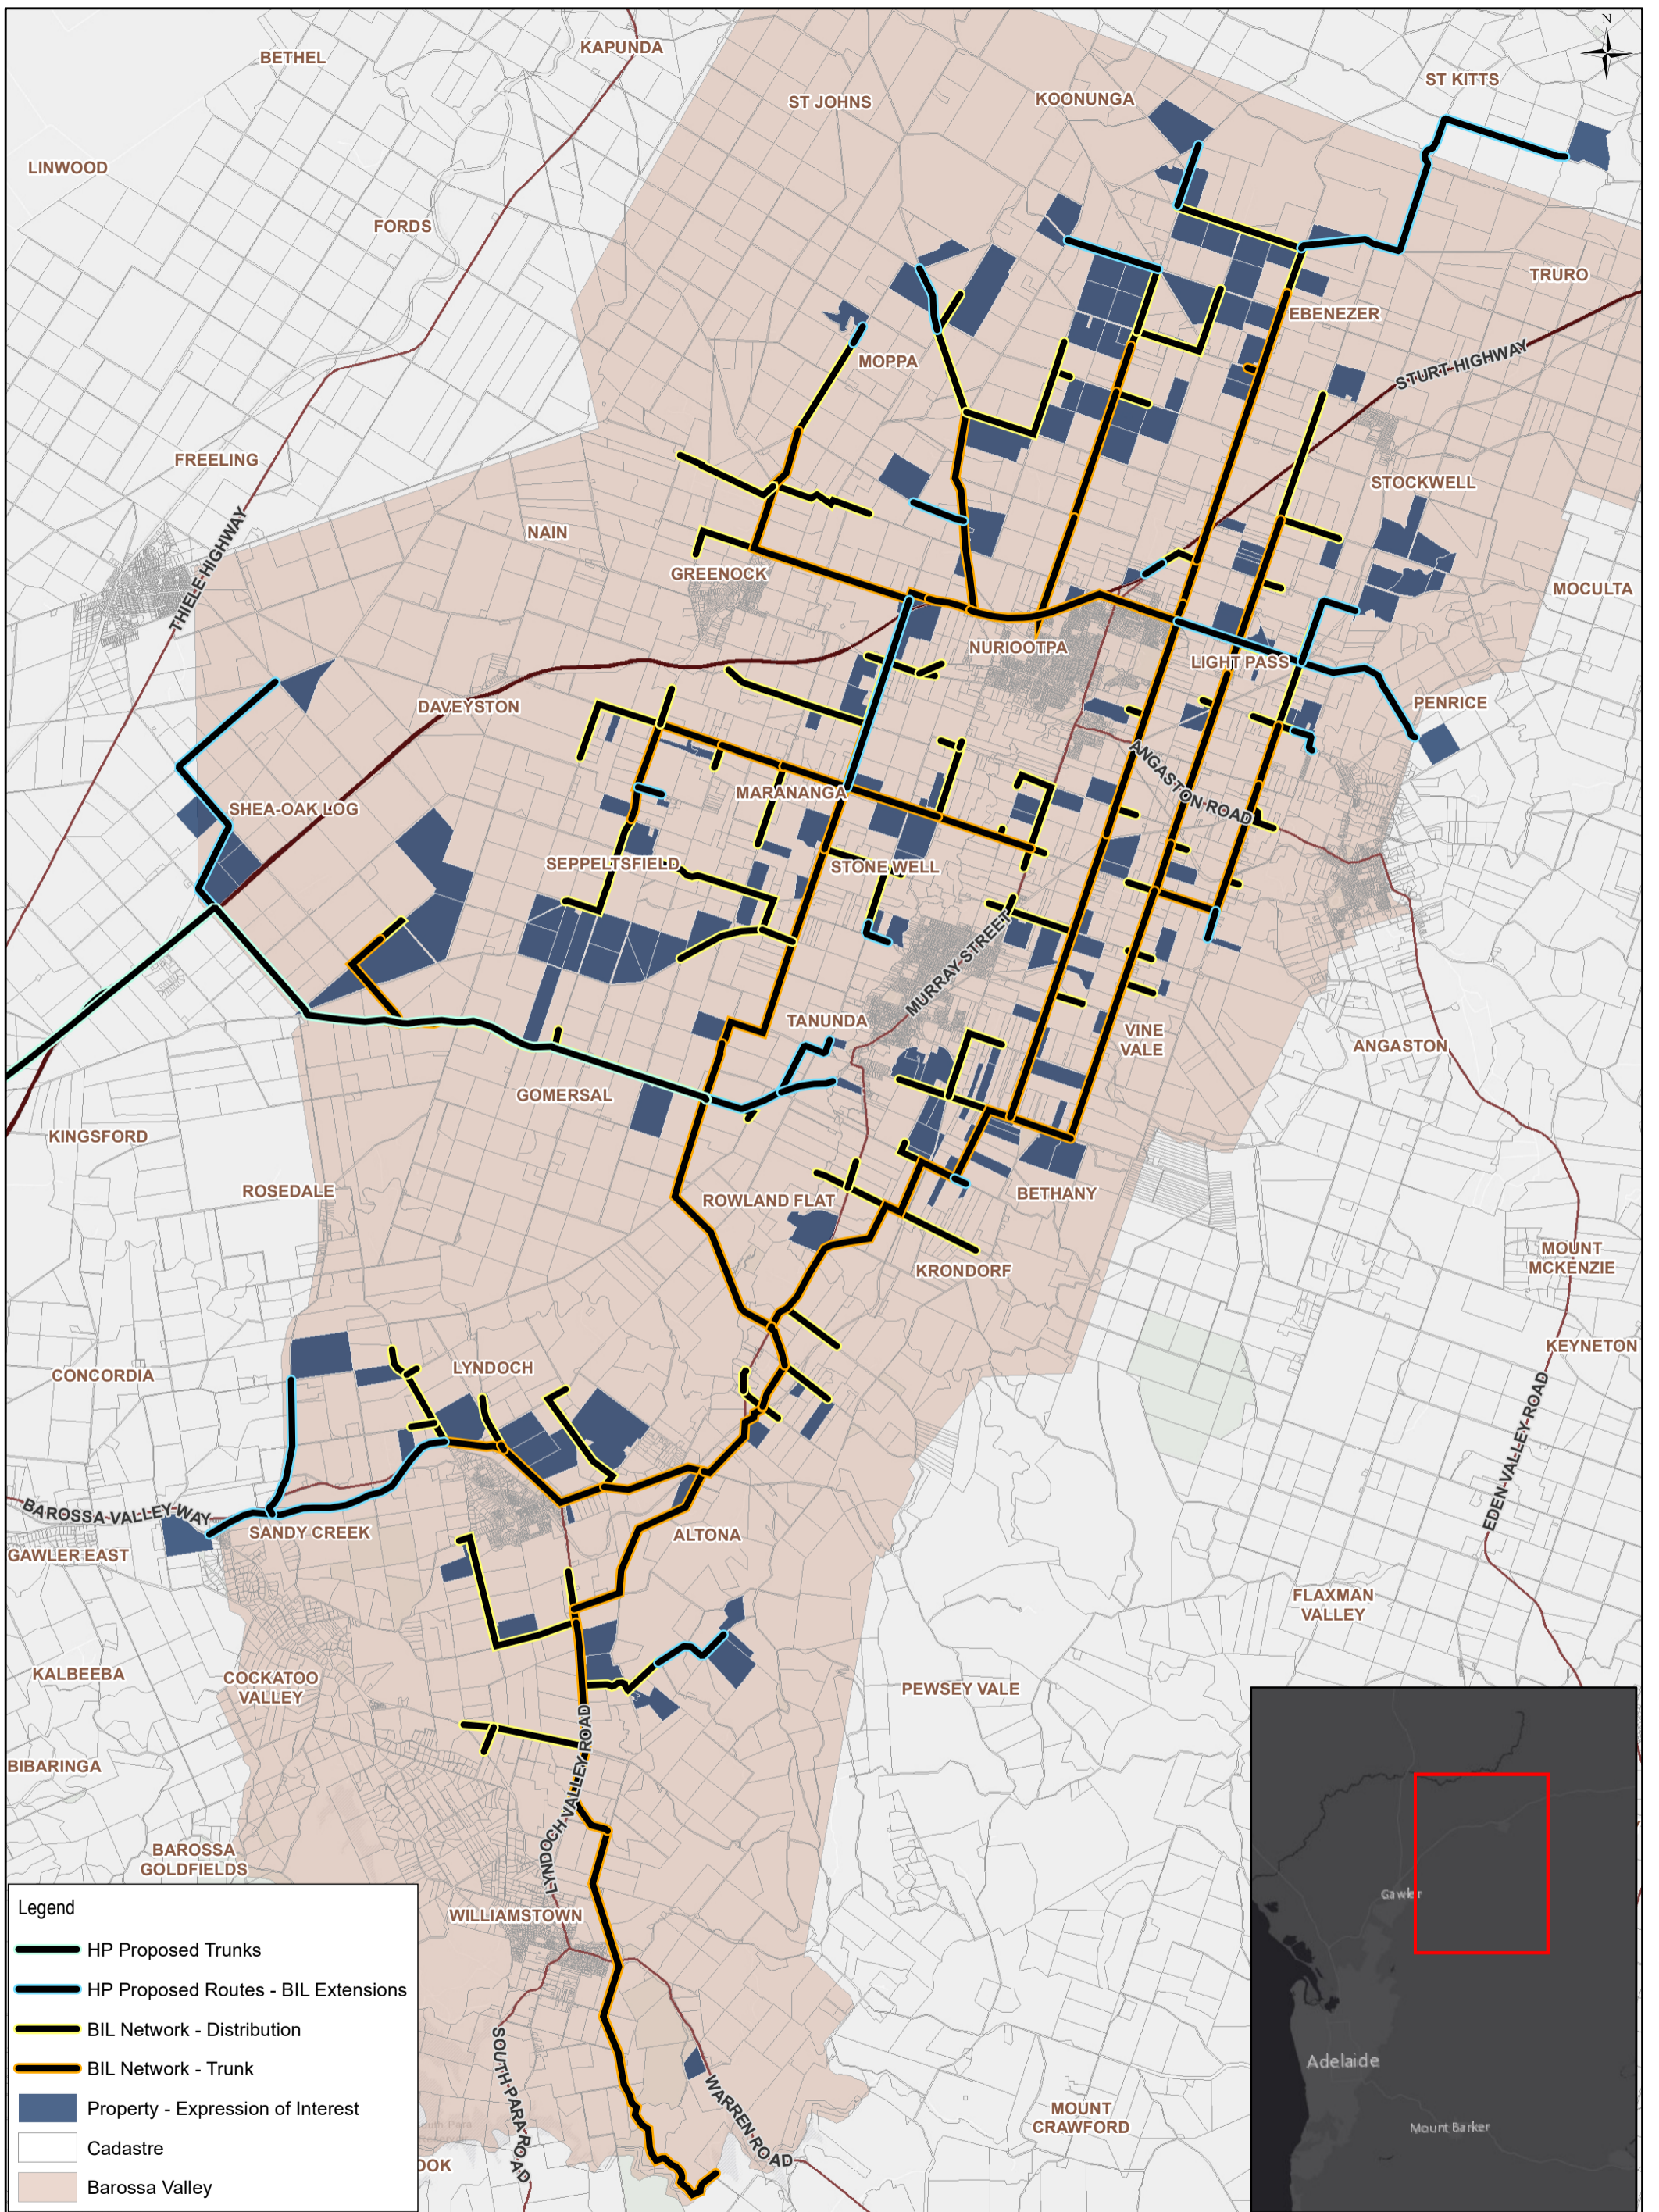 N
KAPUNDA
BETHEL
ST KITTS
KOONUNGA
ST JOHNS
LINWOOD
FORDS
TRURO
EBENEZER
STURT HIGHWAY
MOPPA
FREELING
STOCKWELL
NAIN
THIELE HIGHWAY
GREENOCK
MOCULTA
NURIOOTPA
LIGHT PASS
PENRICE
DAVEYSTON
ANGASTON ROAD
MARANANGA
SHEA-OAK LOG
SEPPELTSFIELD
STONE WELL
MURRAY STREET
TANUNDA
VINE
VALE
ANGASTON
GOMERSAL
KINGSFORD
ROSEDALE
BETHANY
ROWLAND FLAT
MOUNT
MCKENZIE
KRONDORF
KEYNETON
CONCORDIA
LYNDOCH
EDEN-VALLEY-ROAD
BAROSSA-VALLEY-WAY
SANDY CREEK
ALTONA
GAWLER EAST
FLAXMAN
VALLEY
KALBEEBA
COCKATOO
VALLEY
PEWSEY VALE
LYNDOCH-VALLEY-ROAD
BIBARINGA
BAROSSA
GOLDFIELDS
WILLIAMSTOWN
SOUTH-PARA-ROAD
WARREN-ROAD
MOUNT
CRAWFORD
OOK
Gawler
Adelaide
Mount Barker
Legend
HP Proposed Trunks
HP Proposed Routes - BIL Extensions
BIL Network - Distribution
BIL Network - Trunk
Property - Expression of Interest
Cadastre
Barossa Valley